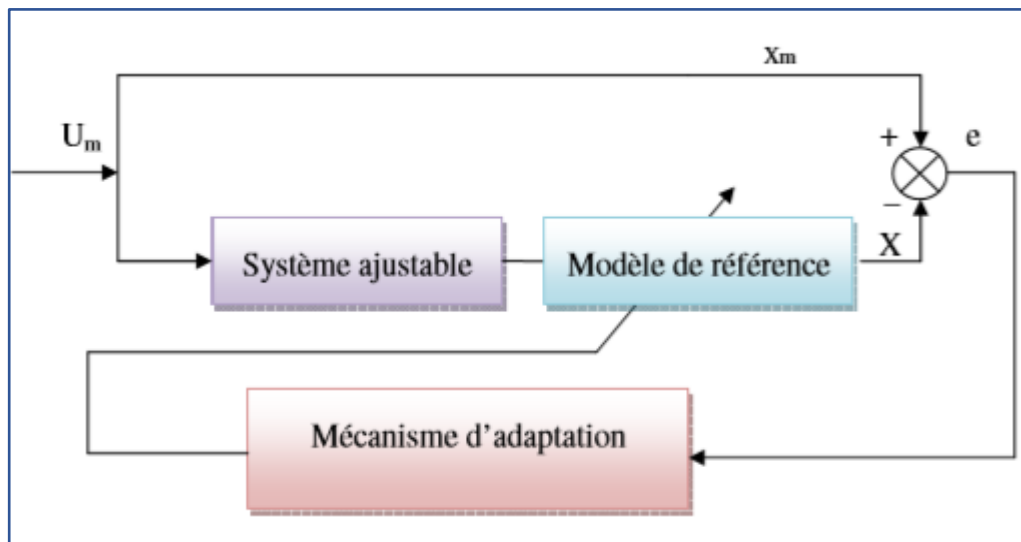 xm
Um
+
e
−
X
Système ajustable
Modèle de référence
Mécanisme d'adaptation